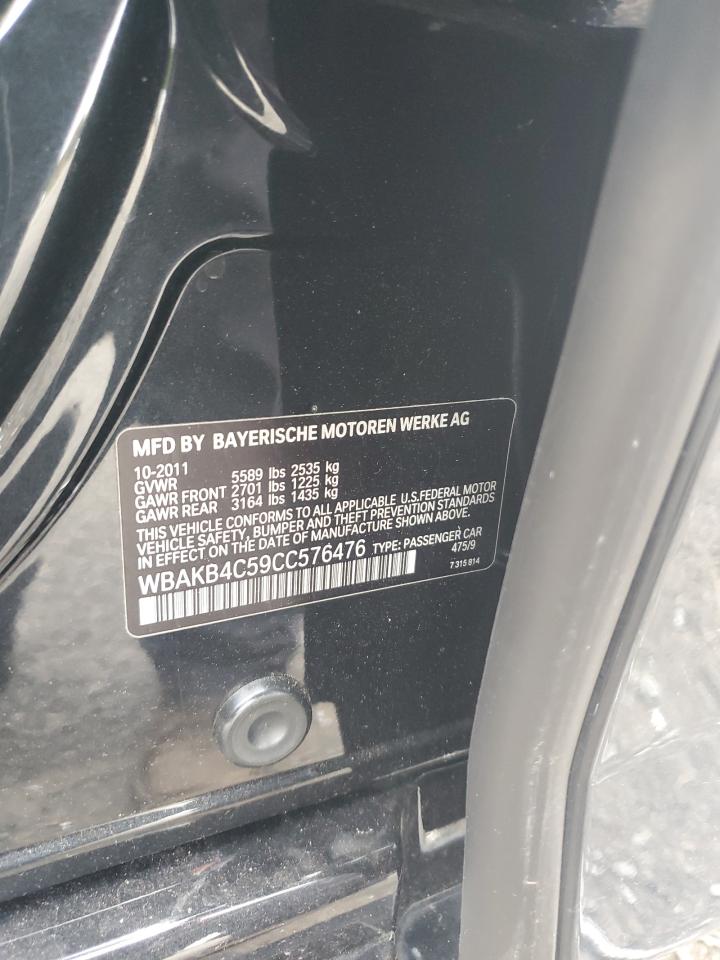 MFD BY BAYERISCHE MOTOREN WERKE AG
10-2011
GVWR 5589 lbs 2535 kg
GAWR FRONT 2701 lbs 1225 kg
GAWR REAR 3164 lbs 1435 kg
THIS VEHICLE CONFORMS TO ALL APPLICABLE U.S.FEDERAL MOTOR
VEHICLE SAFETY, BUMPER AND THEFT PREVENTION STANDARDS
IN EFFECT ON THE DATE OF MANUFACTURE SHOWN ABOVE.
WBAKB4C59CC576476 TYPE: PASSENGER CAR
475/9
7 315 814